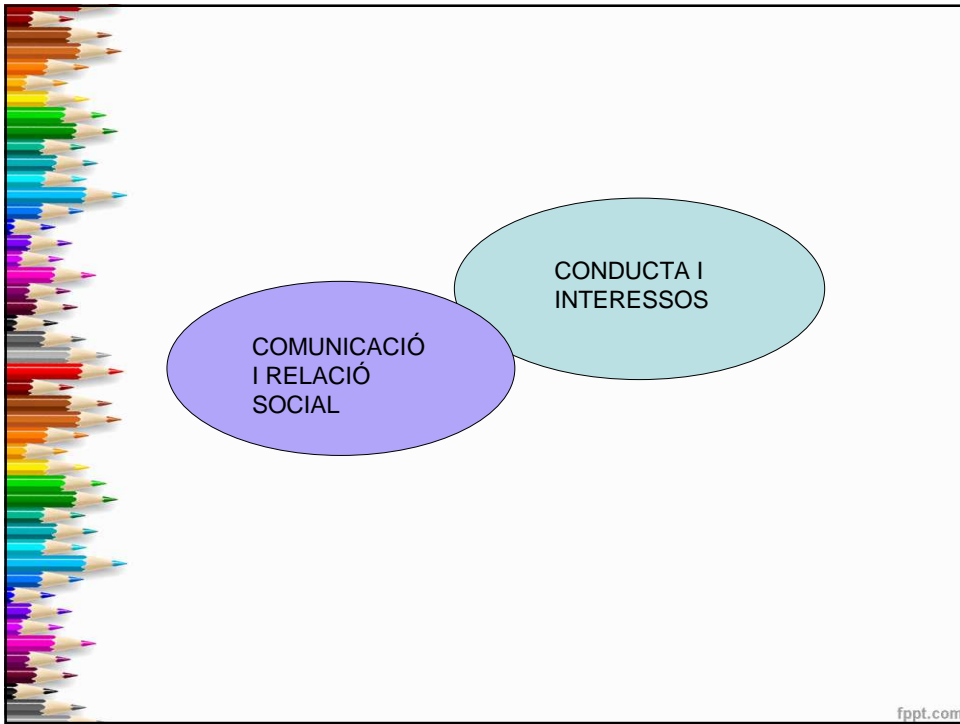 CONDUCTA I
INTERESSOS
COMUNICACIÓ
I RELACIÓ
SOCIAL
fppt.com